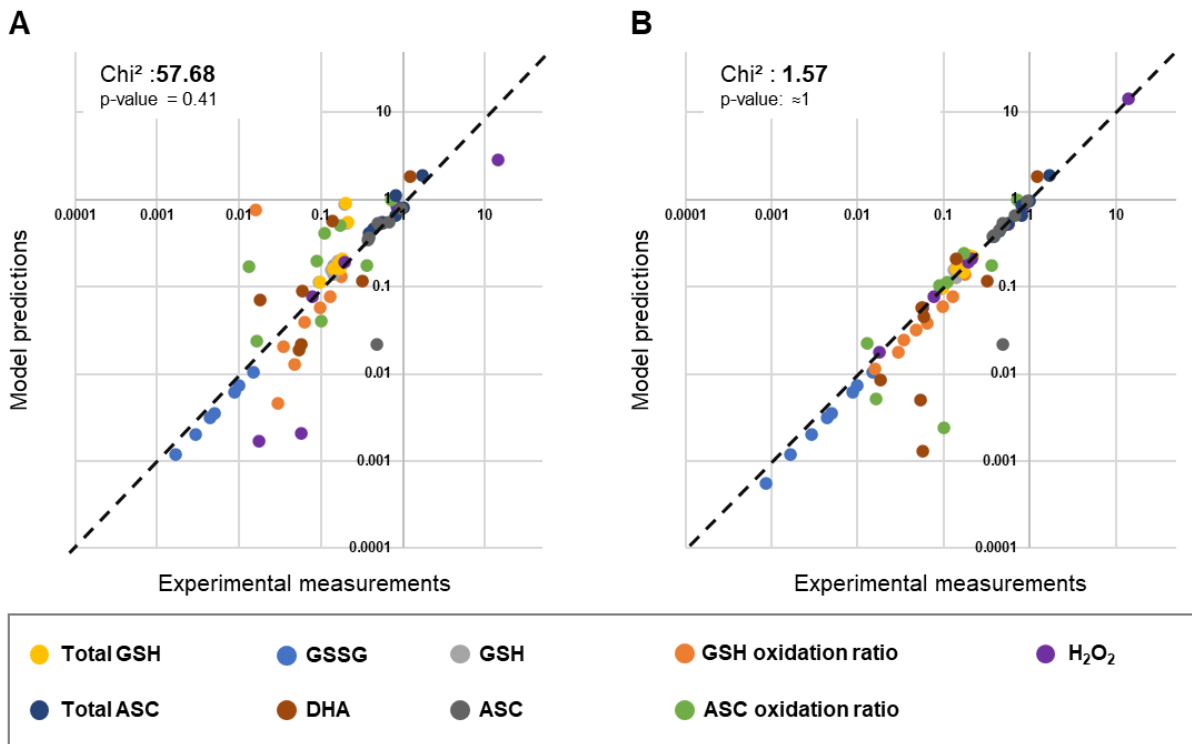 A
B
Chi² :57.68
p-value = 0.41
Chi² : 1.57
p-value: ≈1
10
10
1
1
0.0001
0.001
0.01
0.1
10
0.0001
0.001
0.01
0.1
10
0.1
0.1
0.01
0.01
0.001
0.001
0.0001
0.0001
Model predictions
Model predictions
Experimental measurements
Experimental measurements
Total GSH
GSSG
GSH
GSH oxidation ratio
H₂O₂
Total ASC
DHA
ASC
ASC oxidation ratio